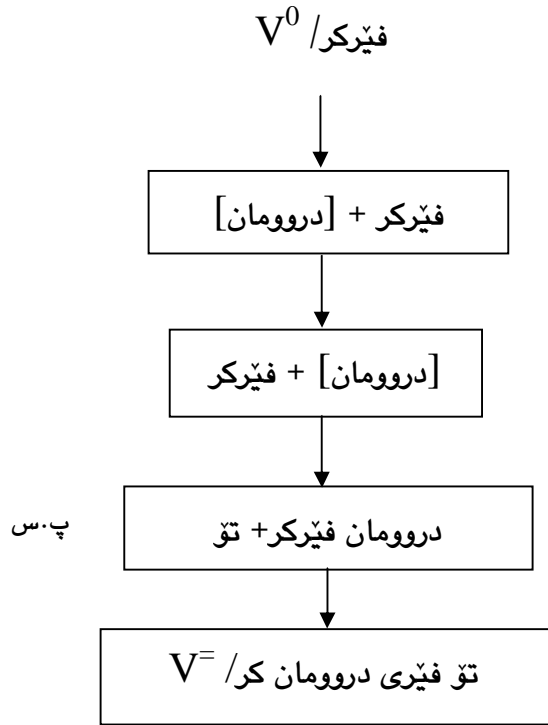 فێرکر/ V⁰
فێرکر + [دروومان]
[دروومان] + فێرکر
دروومان فێرکر+ تۆ
پ.س
تۆ فێری دروومان کر/ V⁼